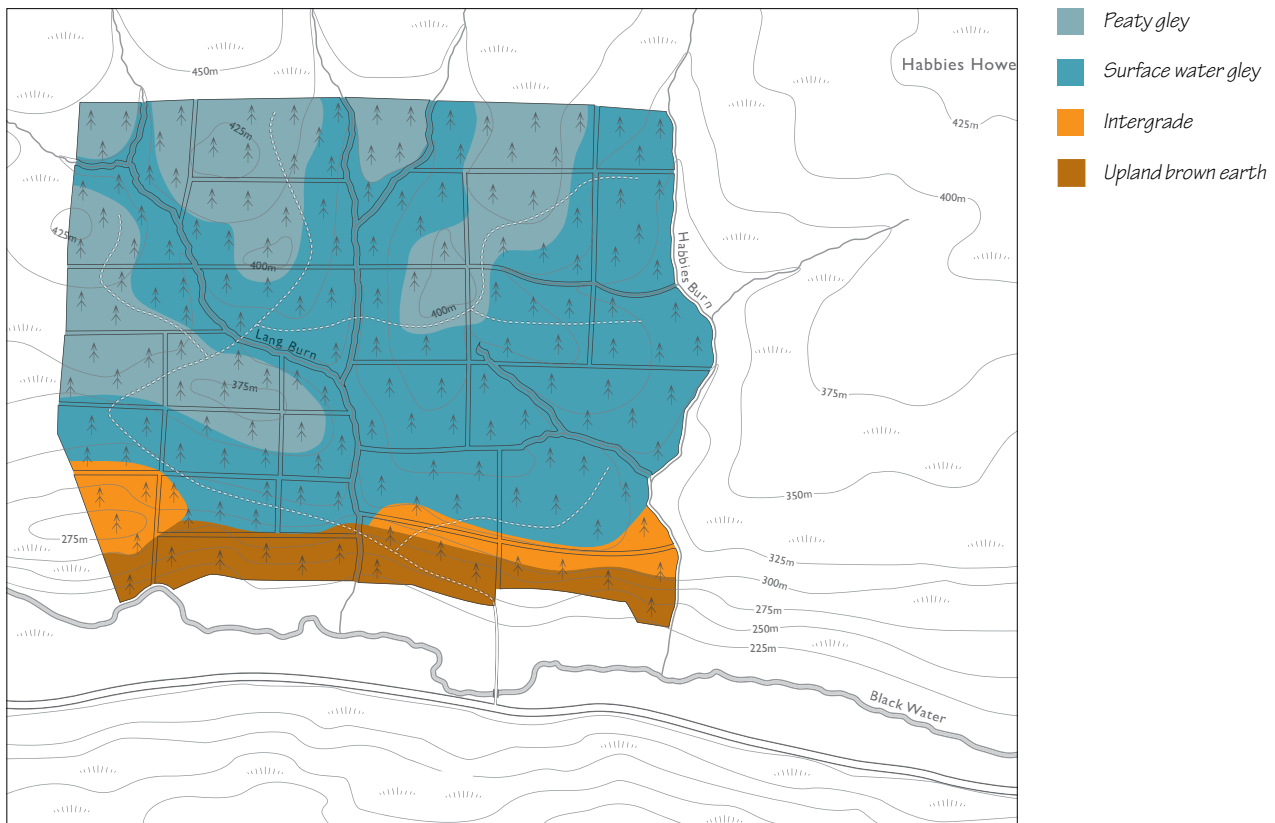 Peaty gley
Surface water gley
Intergrade
Upland brown earth
450m
Habbies Howe
425m
425m
400m
425m
Habbies Burn
400m
400m
Lang Burn
375m
375m
350m
275m
325m
300m
275m
250m
225m
Black Water